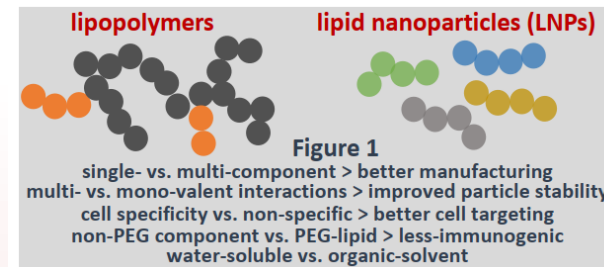 lipopolymers
lipid nanoparticles (LNPs)
Figure 1
single- vs. multi-component > better manufacturing
multi- vs. mono-valent interactions > improved particle stability
cell specificity vs. non-specific > better cell targeting
non-PEG component vs. PEG-lipid > less-immunogenic
water-soluble vs. organic-solvent